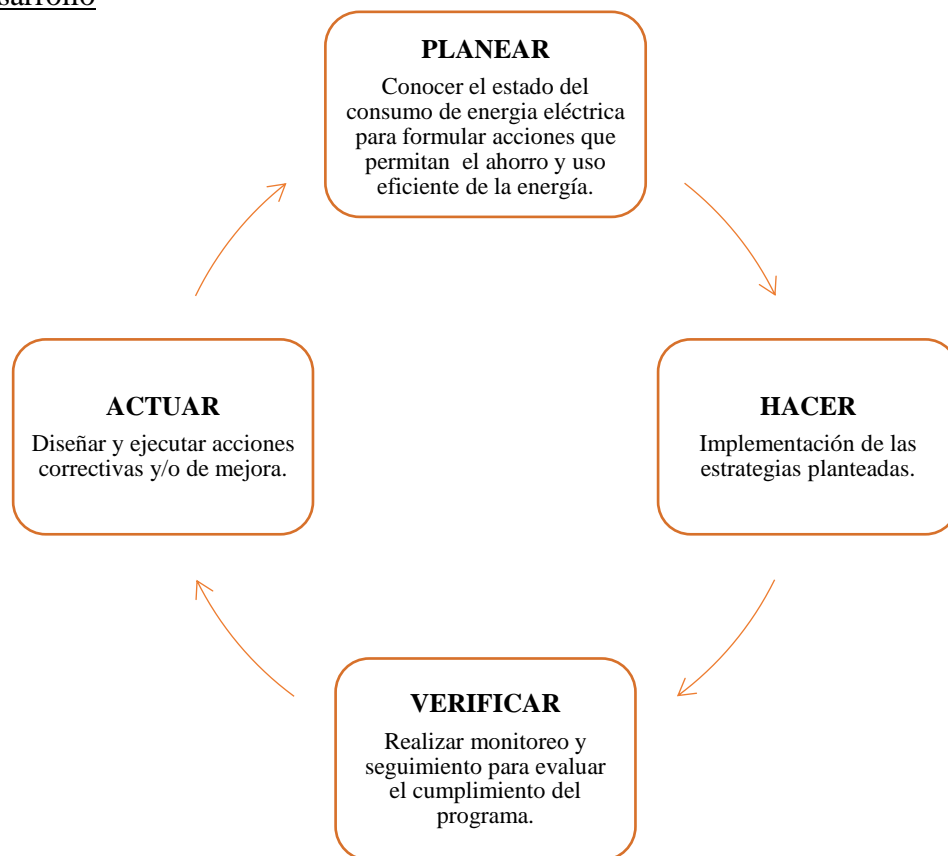 sarrollo
PLANEAR
Conocer el estado del
consumo de energia eléctrica
para formular acciones que
permitan el ahorro y uso
eficiente de la energía.
ACTUAR
Diseñar y ejecutar acciones
correctivas y/o de mejora.
HACER
Implementación de las
estrategias planteadas.
VERIFICAR
Realizar monitoreo y
seguimiento para evaluar
el cumplimiento del
programa.